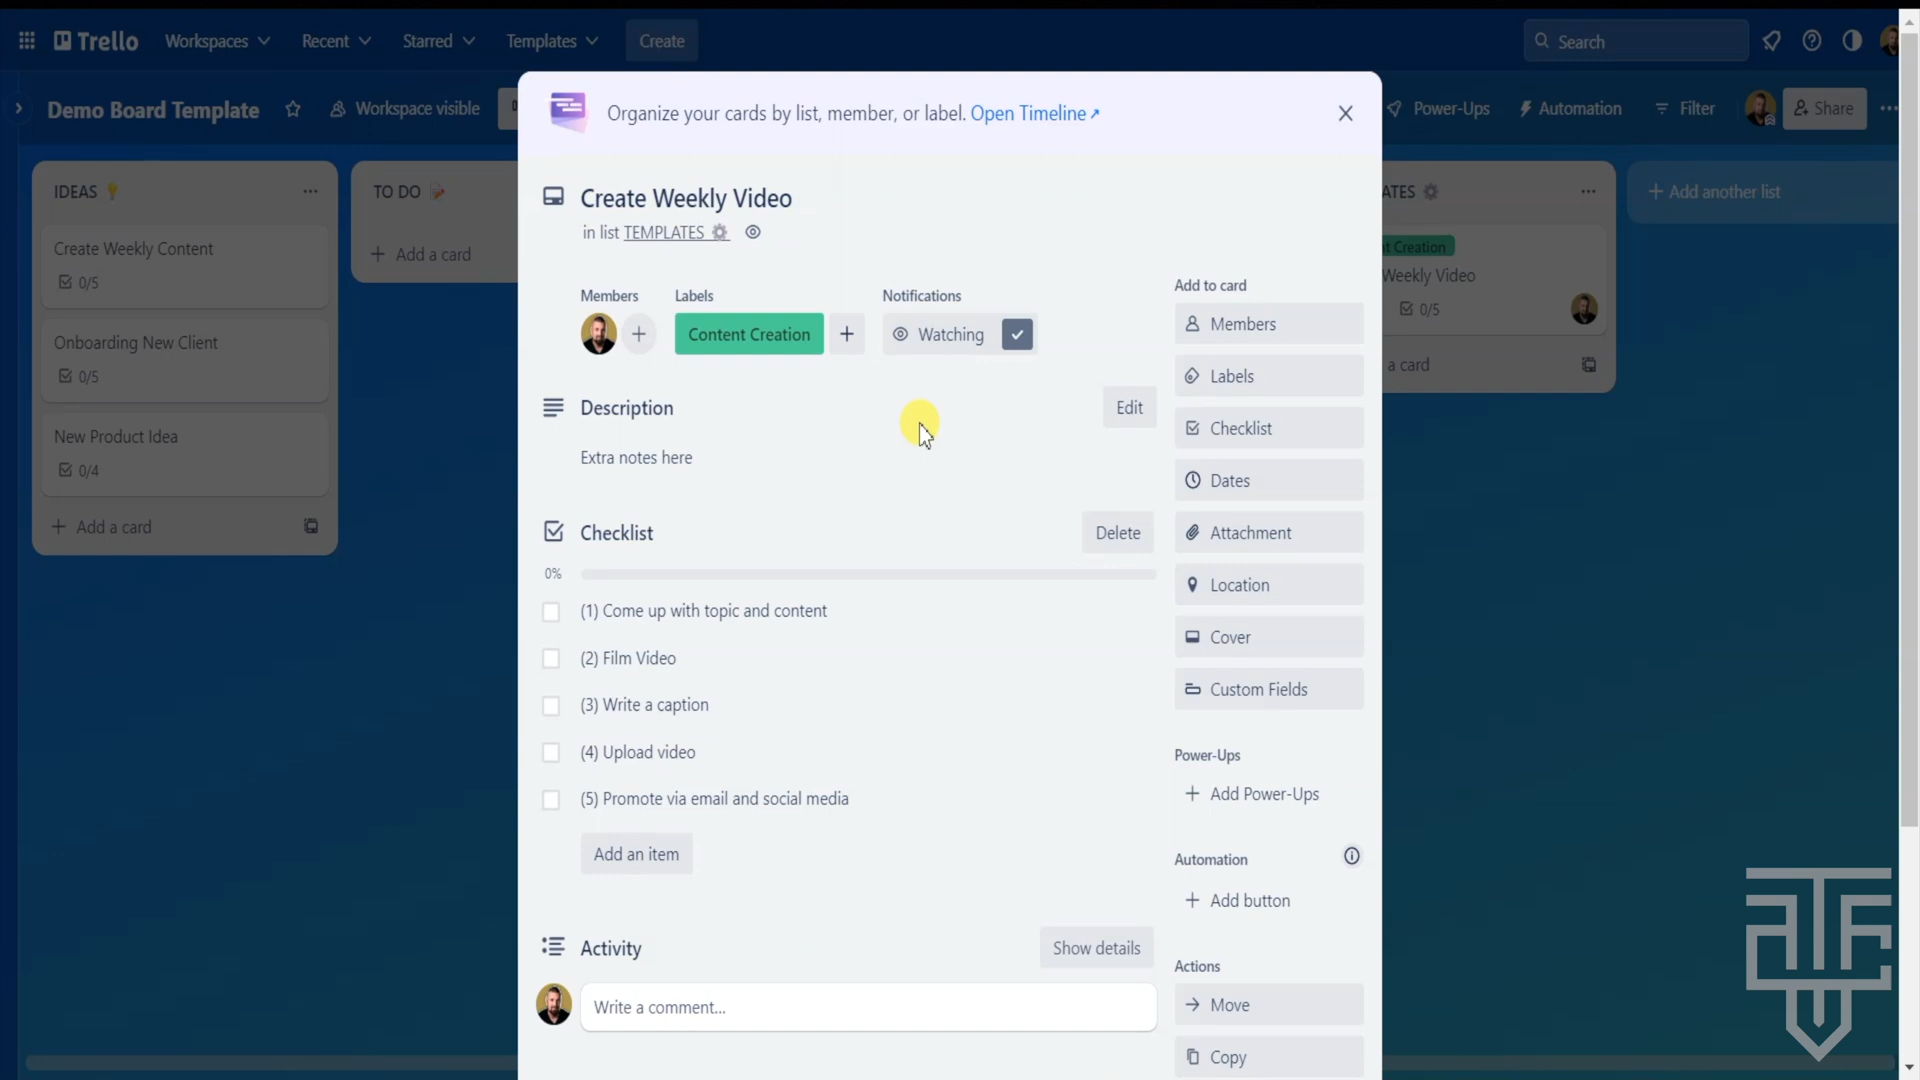 Trello Workspaces Recent Starred Templates Create Search
Demo Board Template Workspace visible Power-Ups Automation Filter Share
Organize your cards by list, member, or label. Open Timeline↗
IDEAS
Create Weekly Content
0/5
Onboarding New Client
0/5
New Product Idea
0/4
+ Add a card
TO DO
+ Add a card
Create Weekly Video
in list TEMPLATES
Members
Labels
Content Creation
+
Notifications
Watching
Description
Edit
Extra notes here
Checklist
Delete
0%
(1) Come up with topic and content
(2) Film Video
(3) Write a caption
(4) Upload video
(5) Promote via email and social media
Add an item
Activity
Show details
Write a comment...
Add to card
Members
Labels
Checklist
Dates
Attachment
Location
Cover
Custom Fields
Power-Ups
+ Add Power-Ups
Automation
+ Add button
Actions
Move
Copy
ATES
t Creation
Weekly Video
0/5
a card
+ Add another list